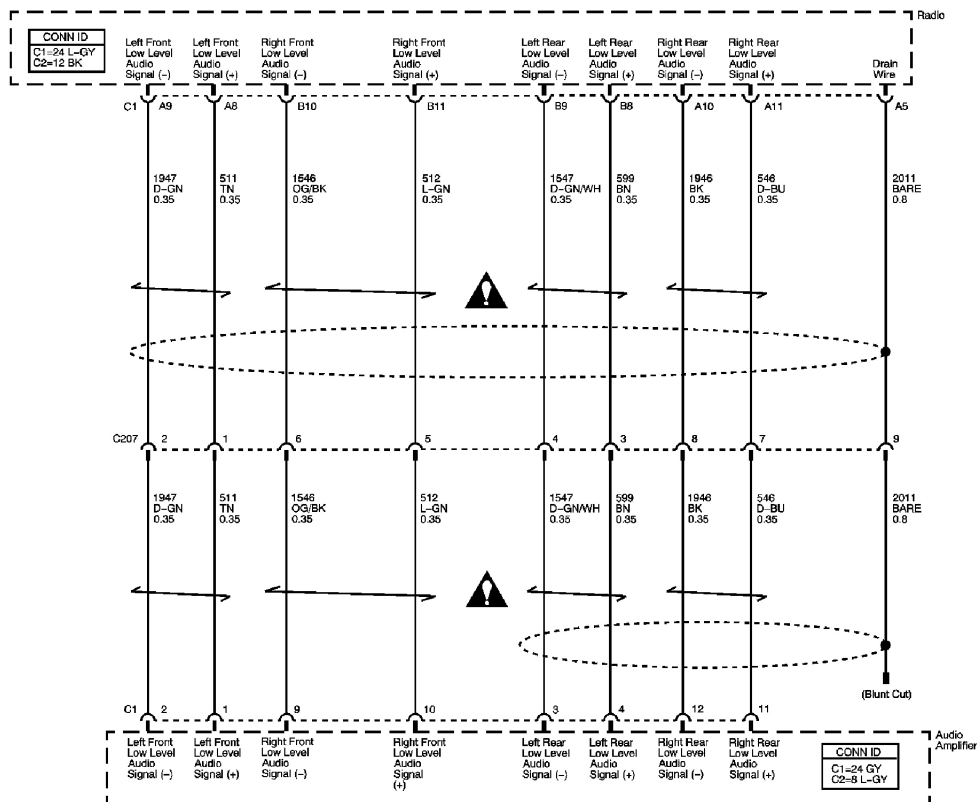 Radio
CONN ID
C1=24 L-GY
C2=12 BK
Left Front
Low Level
Audio
Signal (-)
Left Front
Low Level
Audio
Signal (+)
Right Front
Low Level
Audio
Signal (-)
Right Front
Low Level
Audio
Signal (+)
Left Rear
Low Level
Audio
Signal (-)
Left Rear
Low Level
Audio
Signal (+)
Right Rear
Low Level
Audio
Signal (-)
Right Rear
Low Level
Audio
Signal (+)
Drain
Wire
C1 A9 A8 B10 B11 B9 B8 A10 A11 A5
1947
D-GN
0.35
511
TN
0.35
1546
OG/BK
0.35
512
L-GN
0.35
1547
D-GN/WH
0.35
599
BN
0.35
1946
BK
0.35
546
D-BU
0.35
2011
BARE
0.8
C207 2 1 6 5 4 3 8 7 9
1947
D-GN
0.35
511
TN
0.35
1546
OG/BK
0.35
512
L-GN
0.35
1547
D-GN/WH
0.35
599
BN
0.35
1946
BK
0.35
546
D-BU
0.35
2011
BARE
0.8
(Blunt Cut)
C1 2 1 9 10 3 4 12 11
Left Front
Low Level
Audio
Signal (-)
Left Front
Low Level
Audio
Signal (+)
Right Front
Low Level
Audio
Signal (-)
Right Front
Low Level
Audio
Signal
(+)
Left Rear
Low Level
Audio
Signal (-)
Left Rear
Low Level
Audio
Signal (+)
Right Rear
Low Level
Audio
Signal (-)
Right Rear
Low Level
Audio
Signal (+)
CONN ID
C1=24 GY
C2=8 L-GY
Audio
Amplifier